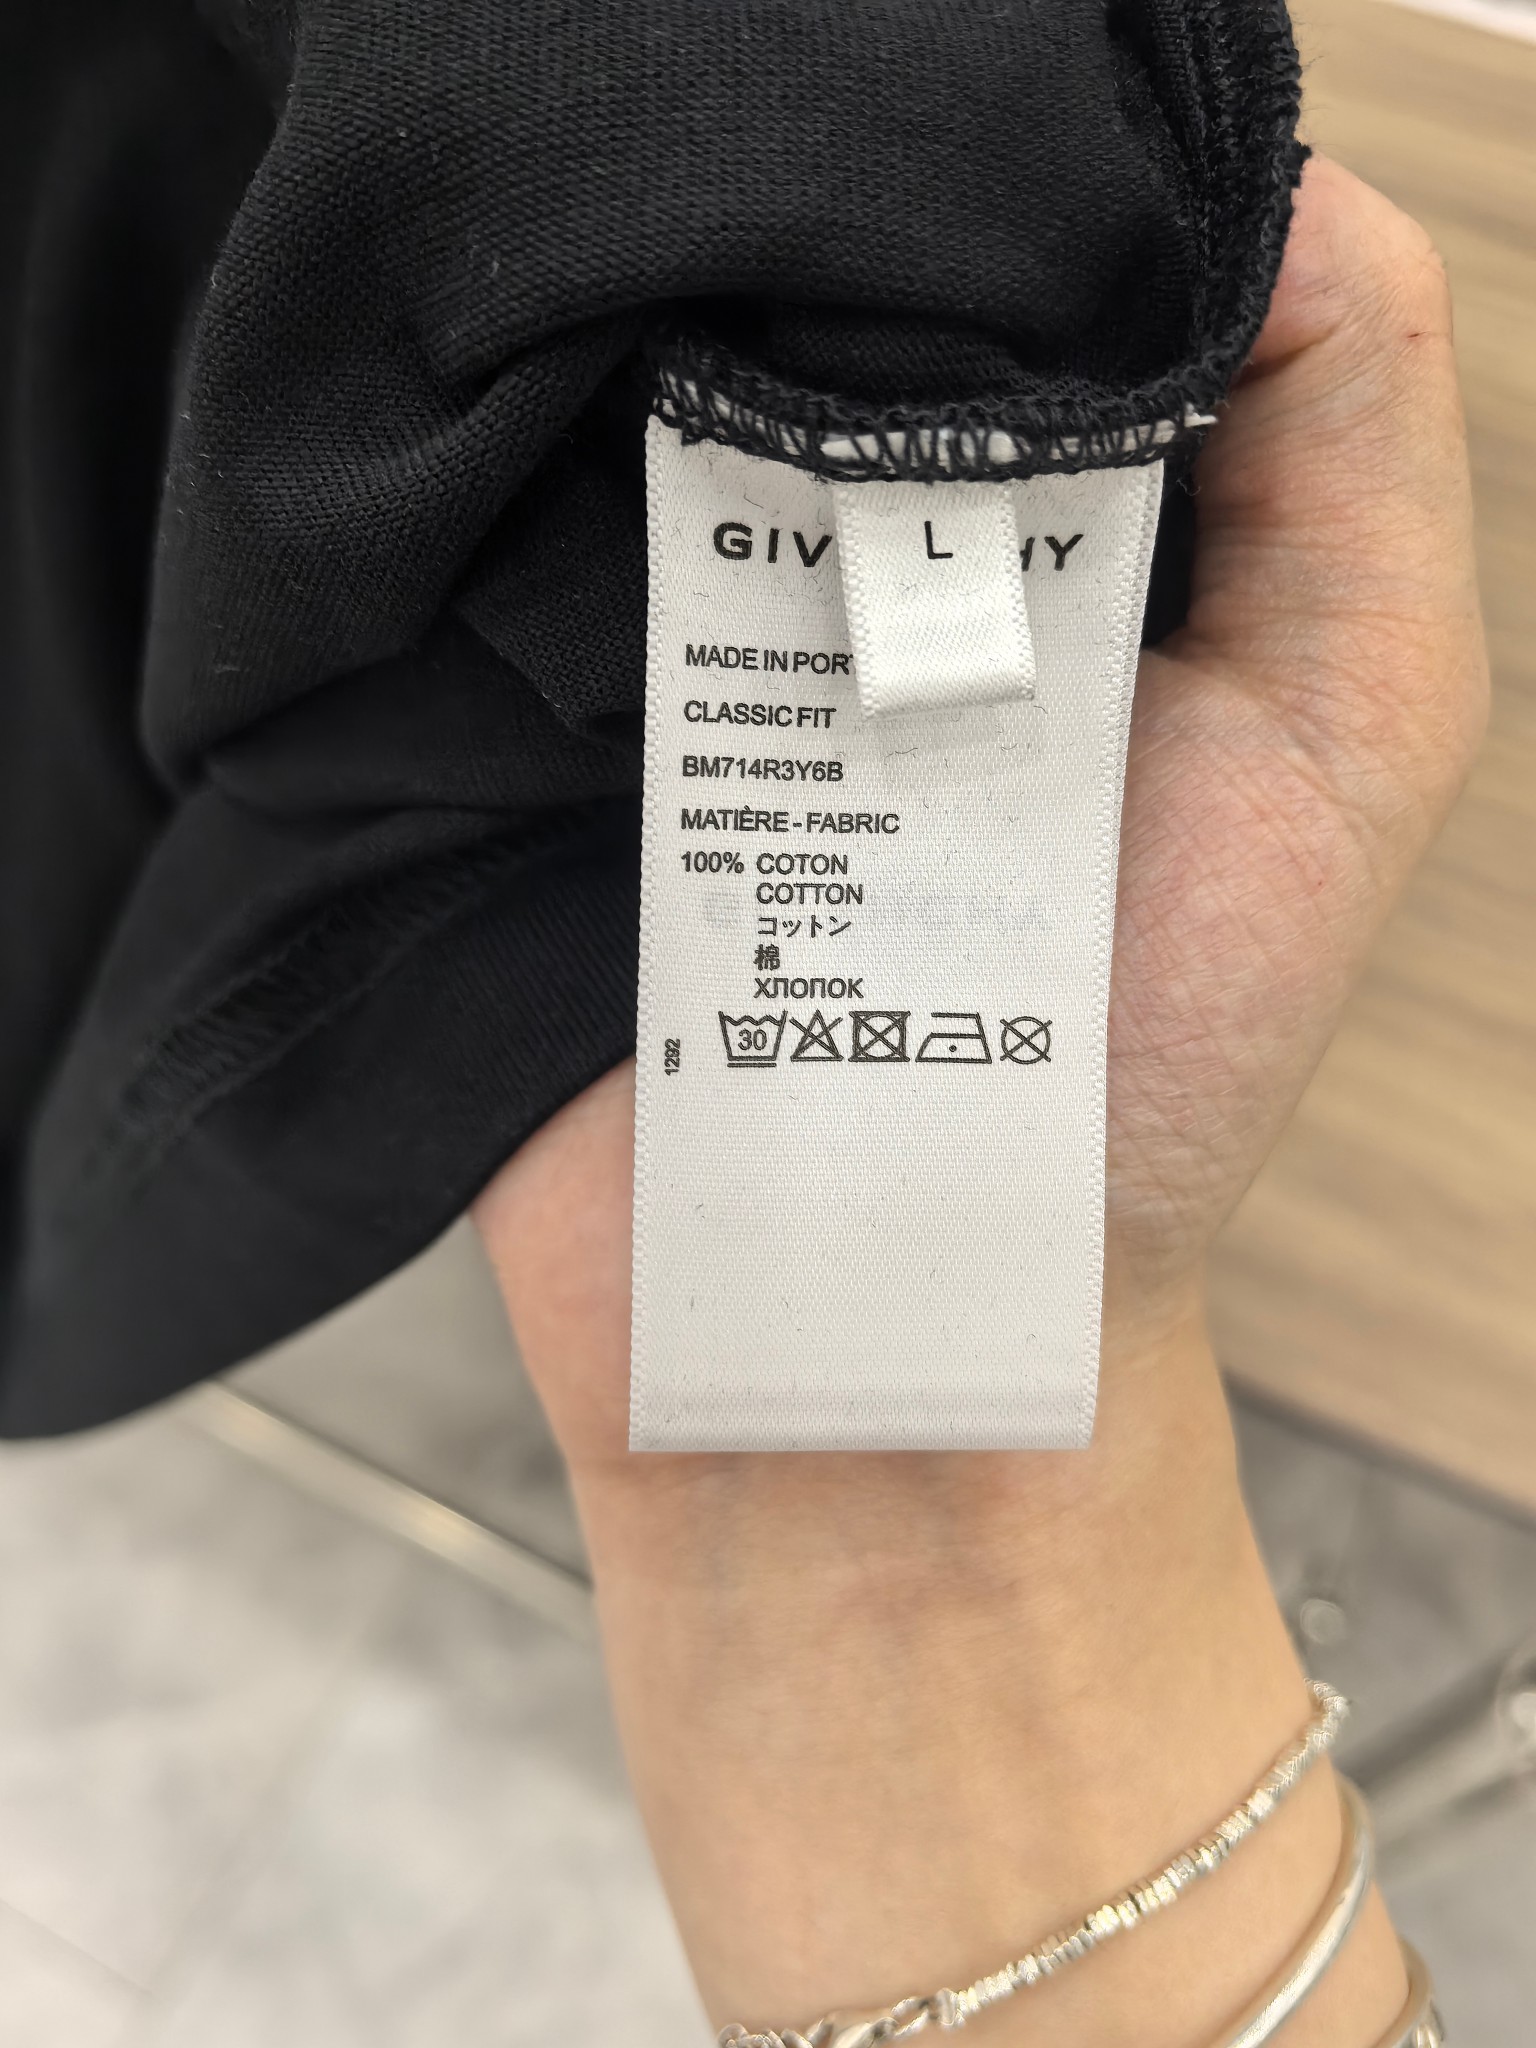 L
GIV HY
MADE IN PORT
CLASSIC FIT
BM714R3Y6B
MATIÈRE - FABRIC
100% COTON
COTTON
コットン
棉
ХЛОПОК
30
1292